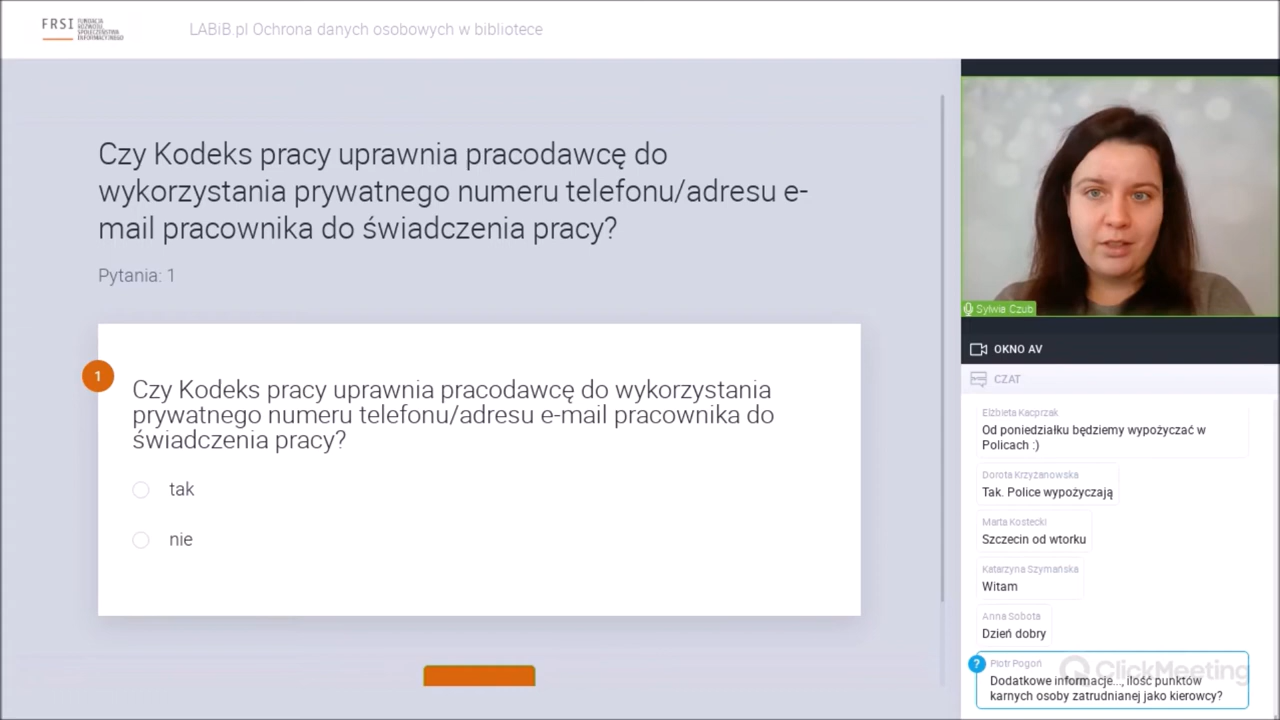 FRSI
FUNDACJA
ROZWOJU
SPOŁECZEŃSTWA
INFORMACYJNEGO
LABiB.pl Ochrona danych osobowych w bibliotece
Czy Kodeks pracy uprawnia pracodawcę do
wykorzystania prywatnego numeru telefonu/adresu e-
mail pracownika do świadczenia pracy?
Pytania: 1
1
Czy Kodeks pracy uprawnia pracodawcę do wykorzystania
prywatnego numeru telefonu/adresu e-mail pracownika do
świadczenia pracy?
tak
nie
Sylwia Czub
OKNO AV
CZAT
Elżbieta Kacprzak
Od poniedziałku będziemy wypożyczać w
Policach :)
Dorota Krzyżanowska
Tak. Police wypożyczają
Marta Kostecki
Szczecin od wtorku
Katarzyna Szymańska
Witam
Anna Sobota
Dzień dobry
?
Piotr Pogoń
Dodatkowe informacje..., ilość punktów
karnych osoby zatrudnianej jako kierowcy?
ClickMeeting